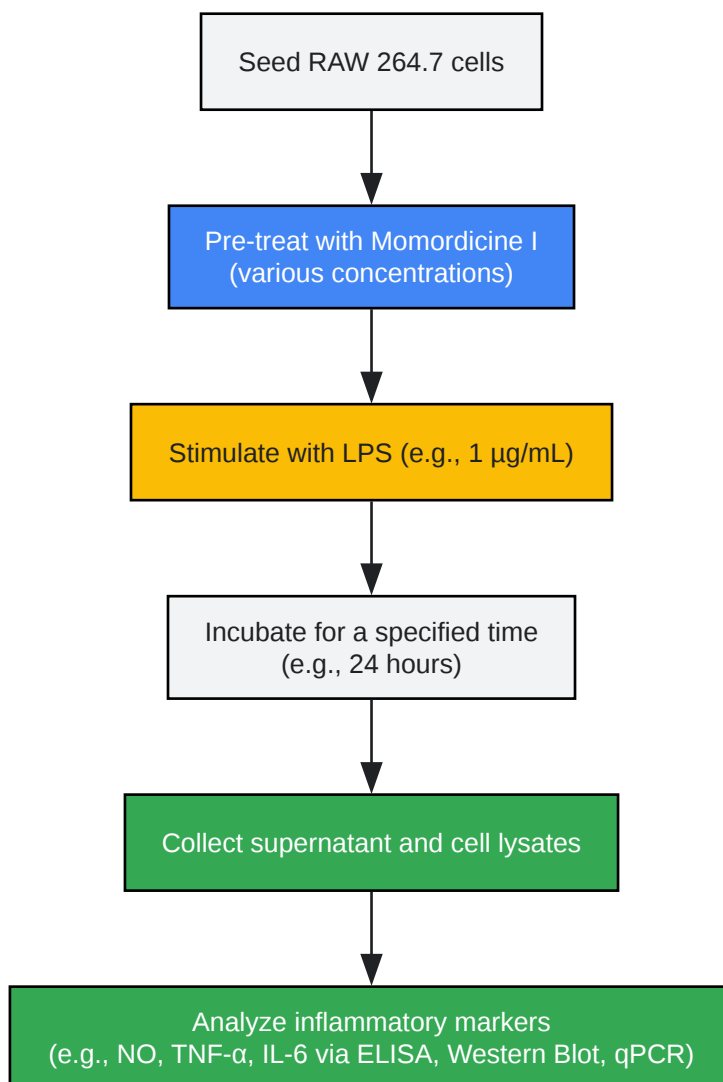 Seed RAW 264.7 cells
Pre-treat with Momordicine I
(various concentrations)
Stimulate with LPS (e.g., 1 µg/mL)
Incubate for a specified time
(e.g., 24 hours)
Collect supernatant and cell lysates
Analyze inflammatory markers
(e.g., NO, TNF-α, IL-6 via ELISA, Western Blot, qPCR)